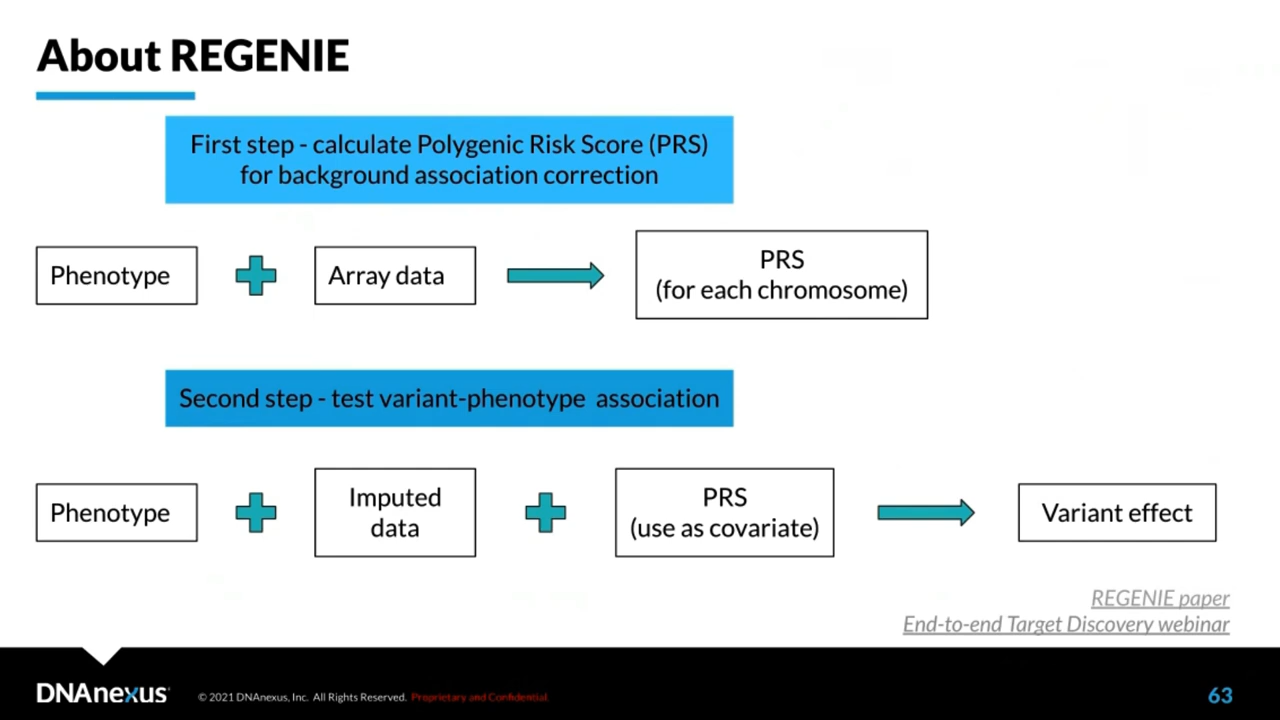 About REGENIE
First step - calculate Polygenic Risk Score (PRS)
for background association correction
Phenotype
Array data
PRS
(for each chromosome)
Second step - test variant-phenotype association
Phenotype
Imputed
data
PRS
(use as covariate)
Variant effect
REGENIE paper
End-to-end Target Discovery webinar
DNAnexus
© 2021 DNAnexus, Inc. All Rights Reserved. Proprietary and Confidential.
63